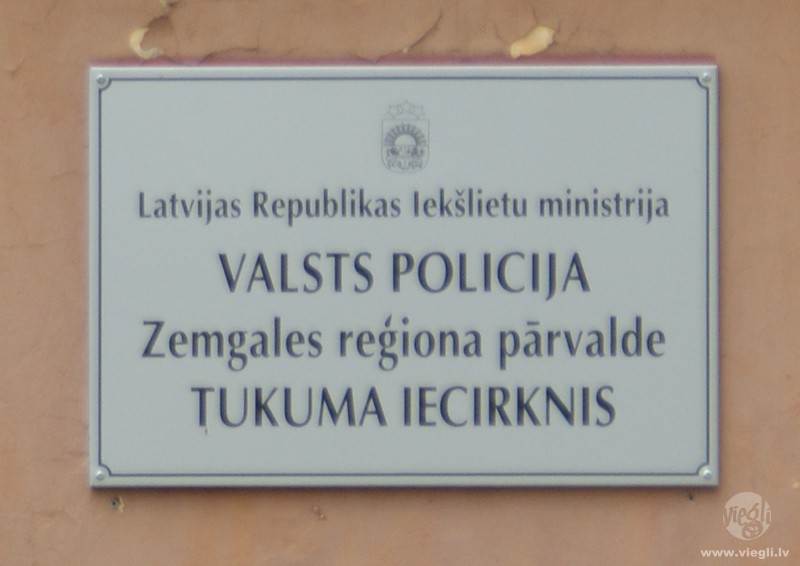 Latvijas Republikas Iekšlietu ministrija
VALSTS POLICIJA
Zemgales reģiona pārvalde
TUKUMA IECIRKNIS
viegli
www.viegli.lv